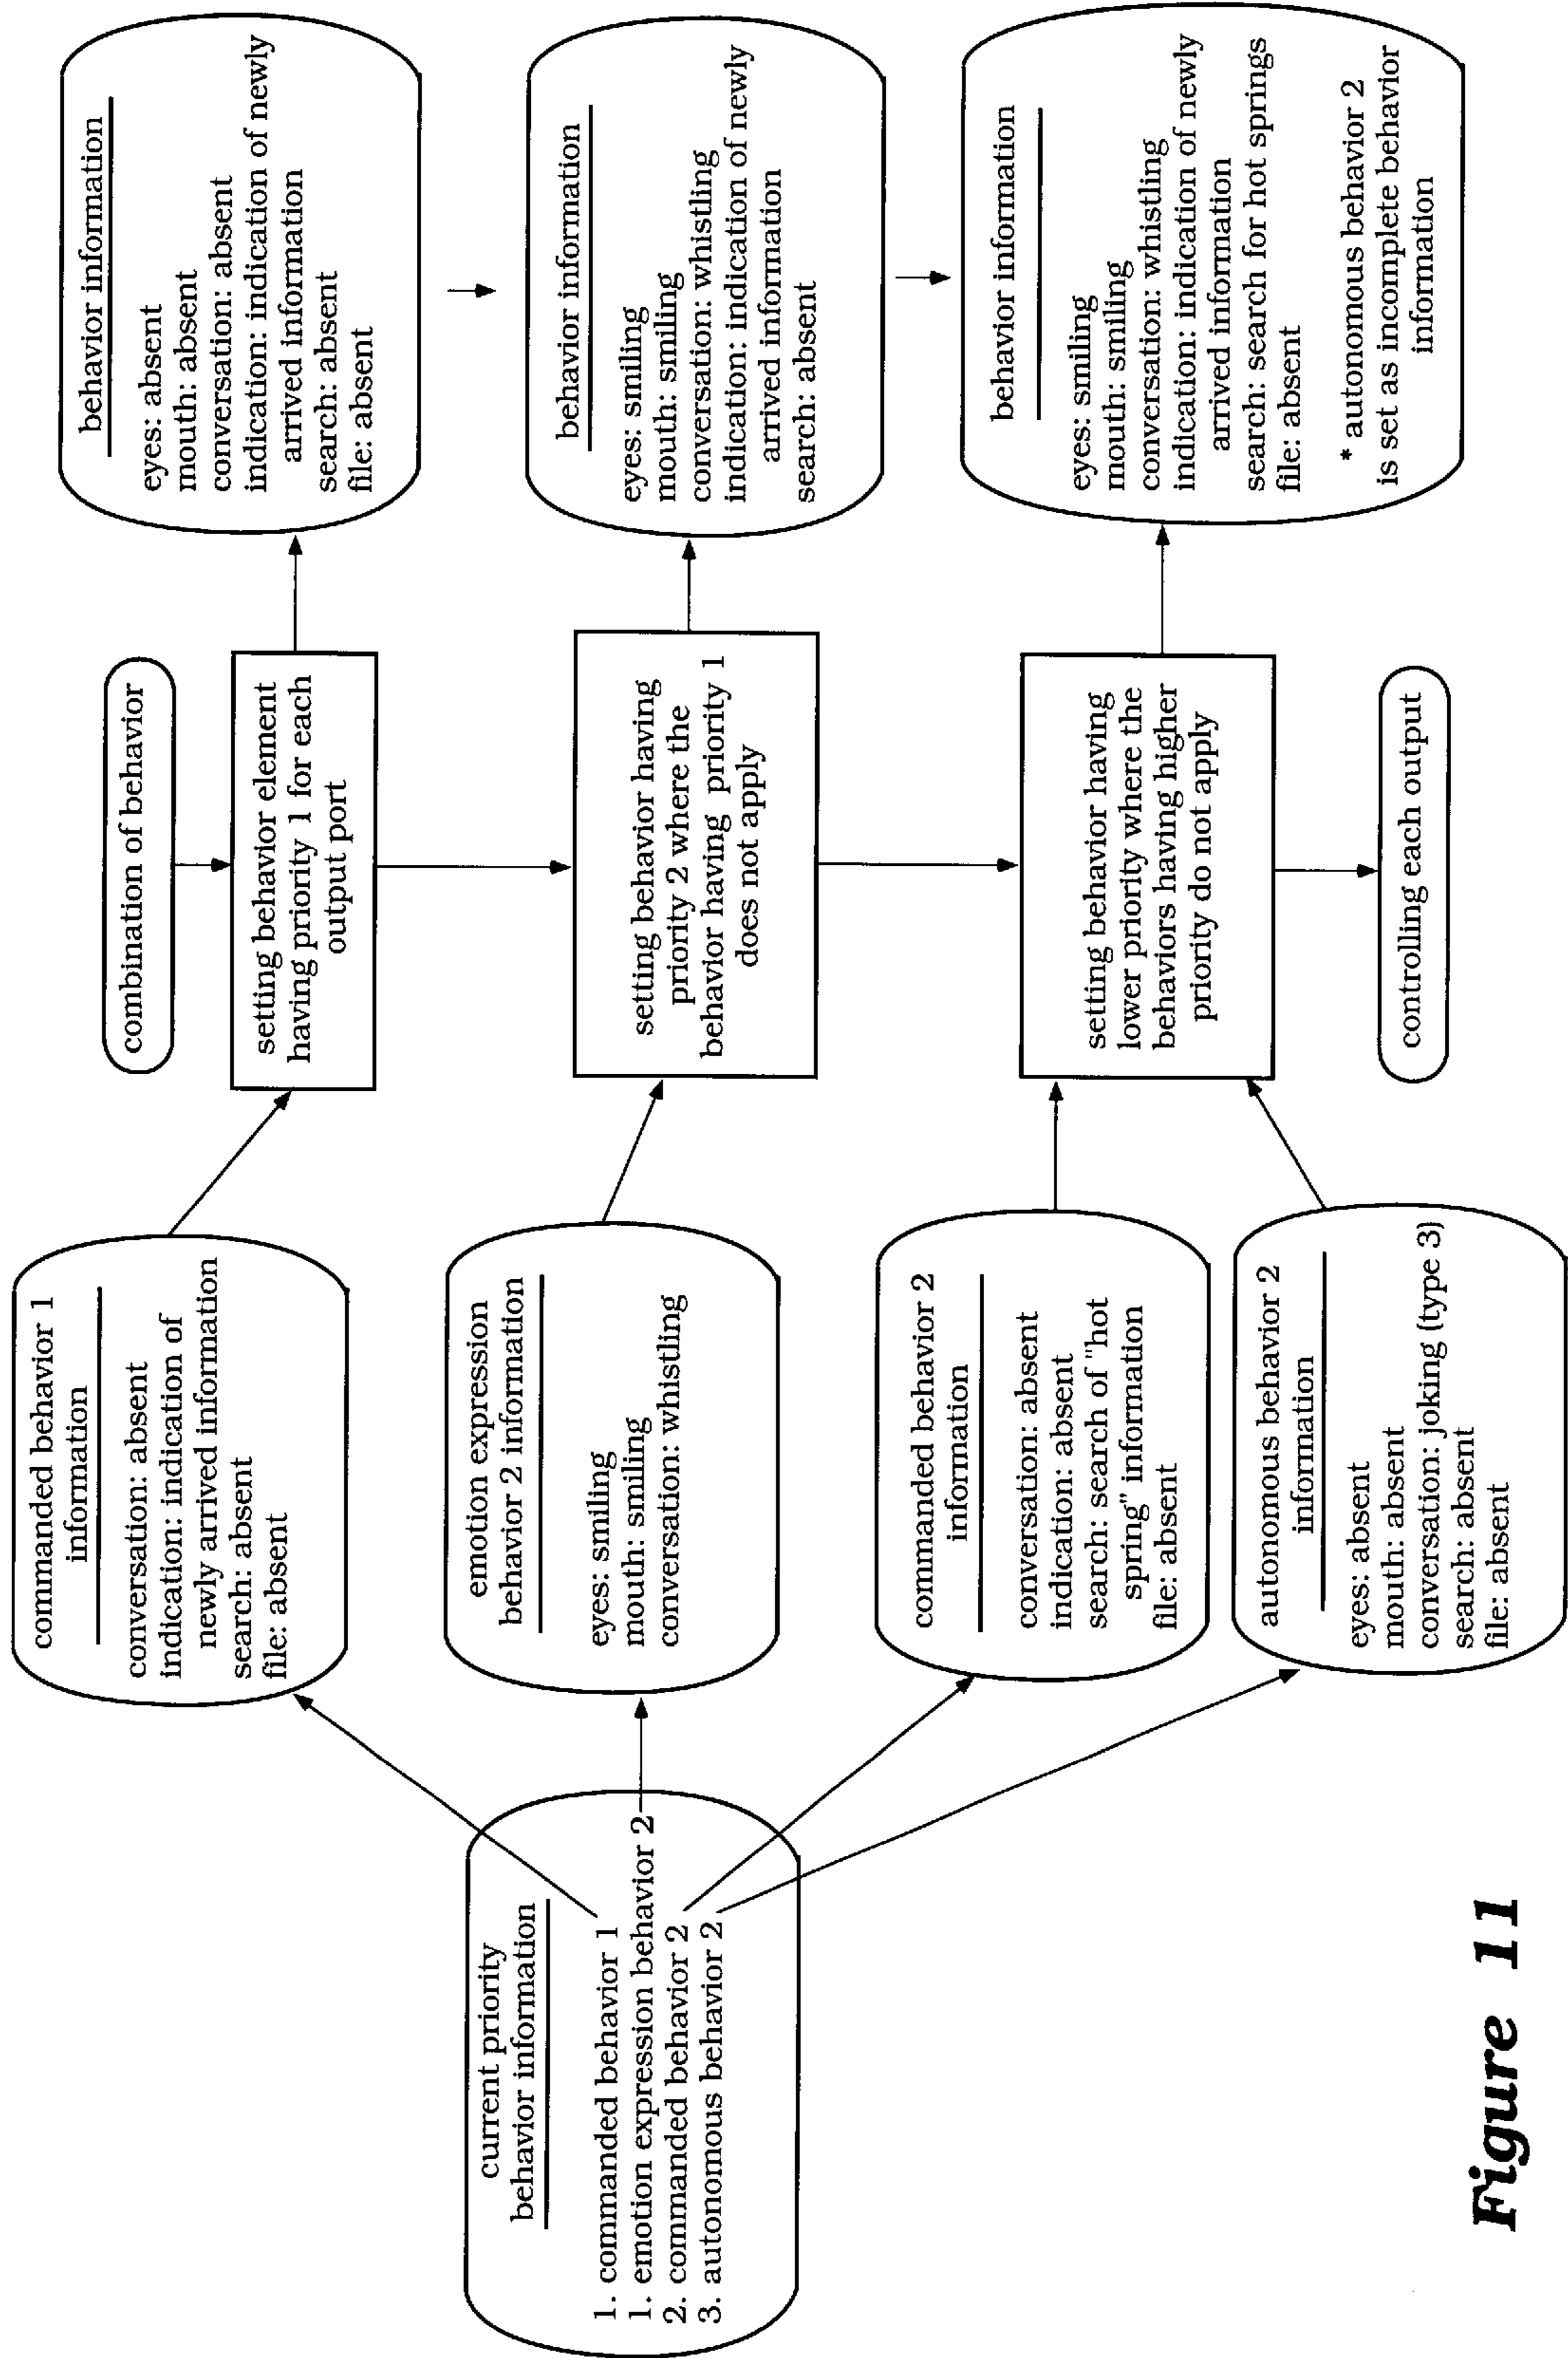 current priority
behavior information
1. commanded behavior 1
1. emotion expression behavior 2
2. commanded behavior 2
3. autonomous behavior 2
commanded behavior 1
information
conversation: absent
indication: indication of
newly arrived information
search: absent
file: absent
emotion expression
behavior 2 information
eyes: smiling
mouth: smiling
conversation: whistling
commanded behavior 2
information
conversation: absent
indication: absent
search: search of "hot
spring" information
file: absent
autonomous behavior 2
information
eyes: absent
mouth: absent
conversation: joking (type 3)
search: absent
file: absent
combination of behavior
setting behavior element
having priority 1 for each
output port
setting behavior having
priority 2 where the
behavior having priority 1
does not apply
setting behavior having
lower priority where the
behaviors having higher
priority do not apply
controlling each output
behavior information
eyes: absent
mouth: absent
conversation: absent
indication: indication of newly
arrived information
search: absent
file: absent
behavior information
eyes: smiling
mouth: smiling
conversation: whistling
indication: indication of newly
arrived information
search: absent
behavior information
eyes: smiling
mouth: smiling
conversation: whistling
indication: indication of newly
arrived information
search: search for hot springs
file: absent
* autonomous behavior 2
is set as incomplete behavior
information
Figure 11